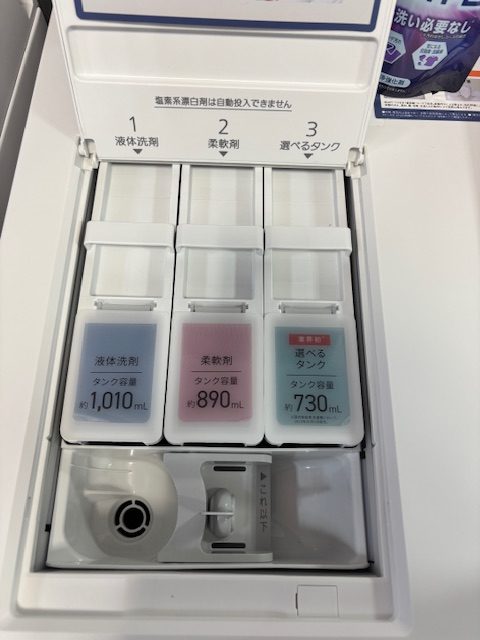 洗い必要なし
塩素系漂白剤は自動投入できません
1 2 3
液体洗剤 柔軟剤 選べるタンク
液体洗剤
タンク容量
約1,010mL
柔軟剤
タンク容量
約890mL
業界初
選べる
タンク
タンク容量
約730mL
▶これ以下